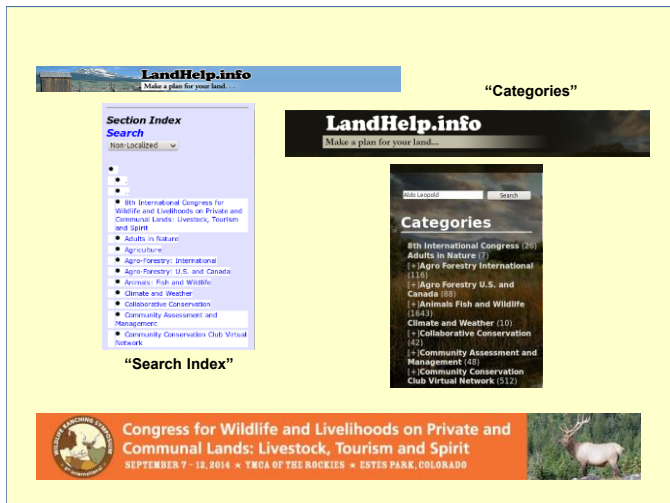 LandHelp.info
Make a plan for your land. . .
"Categories"
LandHelp.info
Make a plan for your land...
Section Index
Search
Non-Localized
8th International Congress for
Wildlife and Livelihoods on Private and
Communal Lands: Livestock, Tourism
and Spirit
Adults in Nature
Agriculture
Agro-Forestry: International
Agro-Forestry: U.S. and Canada
Animals: Fish and Wildlife
Climate and Weather
Collaborative Conservation
Community Assessment and
Management
Community Conservation Club Virtual
Network
"Search Index"
Aldo Leopold Search
Categories
8th International Congress (26)
Adults in Nature (7)
[+]Agro Forestry International
(116)
[+]Agro Forestry U.S. and
Canada (88)
[+]Animals Fish and Wildlife
(1643)
Climate and Weather (10)
[+]Collaborative Conservation
(42)
[+]Community Assessment and
Management (48)
[+]Community Conservation
Club Virtual Network (512)
WILDLIFE RANCHING SYMPOSIUM
8th International
Congress for Wildlife and Livelihoods on Private and
Communal Lands: Livestock, Tourism and Spirit
SEPTEMBER 7 – 12, 2014 ★ YMCA OF THE ROCKIES ★ ESTES PARK, COLORADO